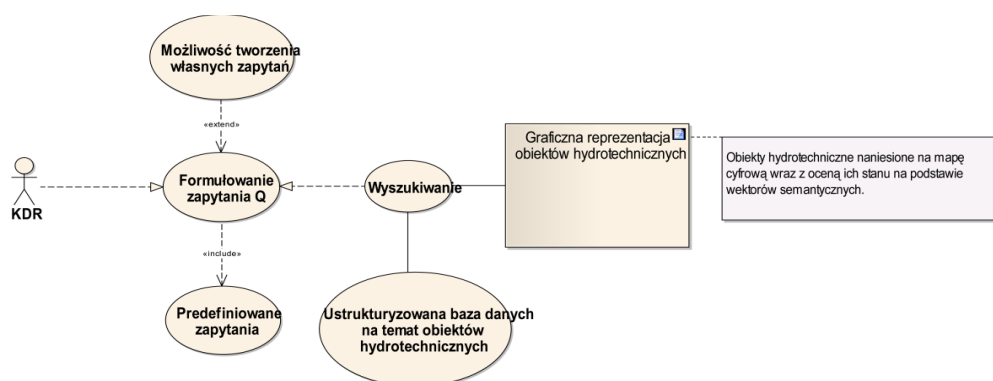 Możliwość tworzenia
własnych zapytań
«extend»
KDR
Formułowanie
zapytania Q
Wyszukiwanie
Graficzna reprezentacja
obiektów hydrotechnicznych
Obiekty hydrotechniczne naniesione na mapę
cyfrową wraz z oceną ich stanu na podstawie
wektorów semantycznych.
«include»
Predefiniowane
zapytania
Ustrukturyzowana baza danych
na temat obiektów
hydrotechnicznych